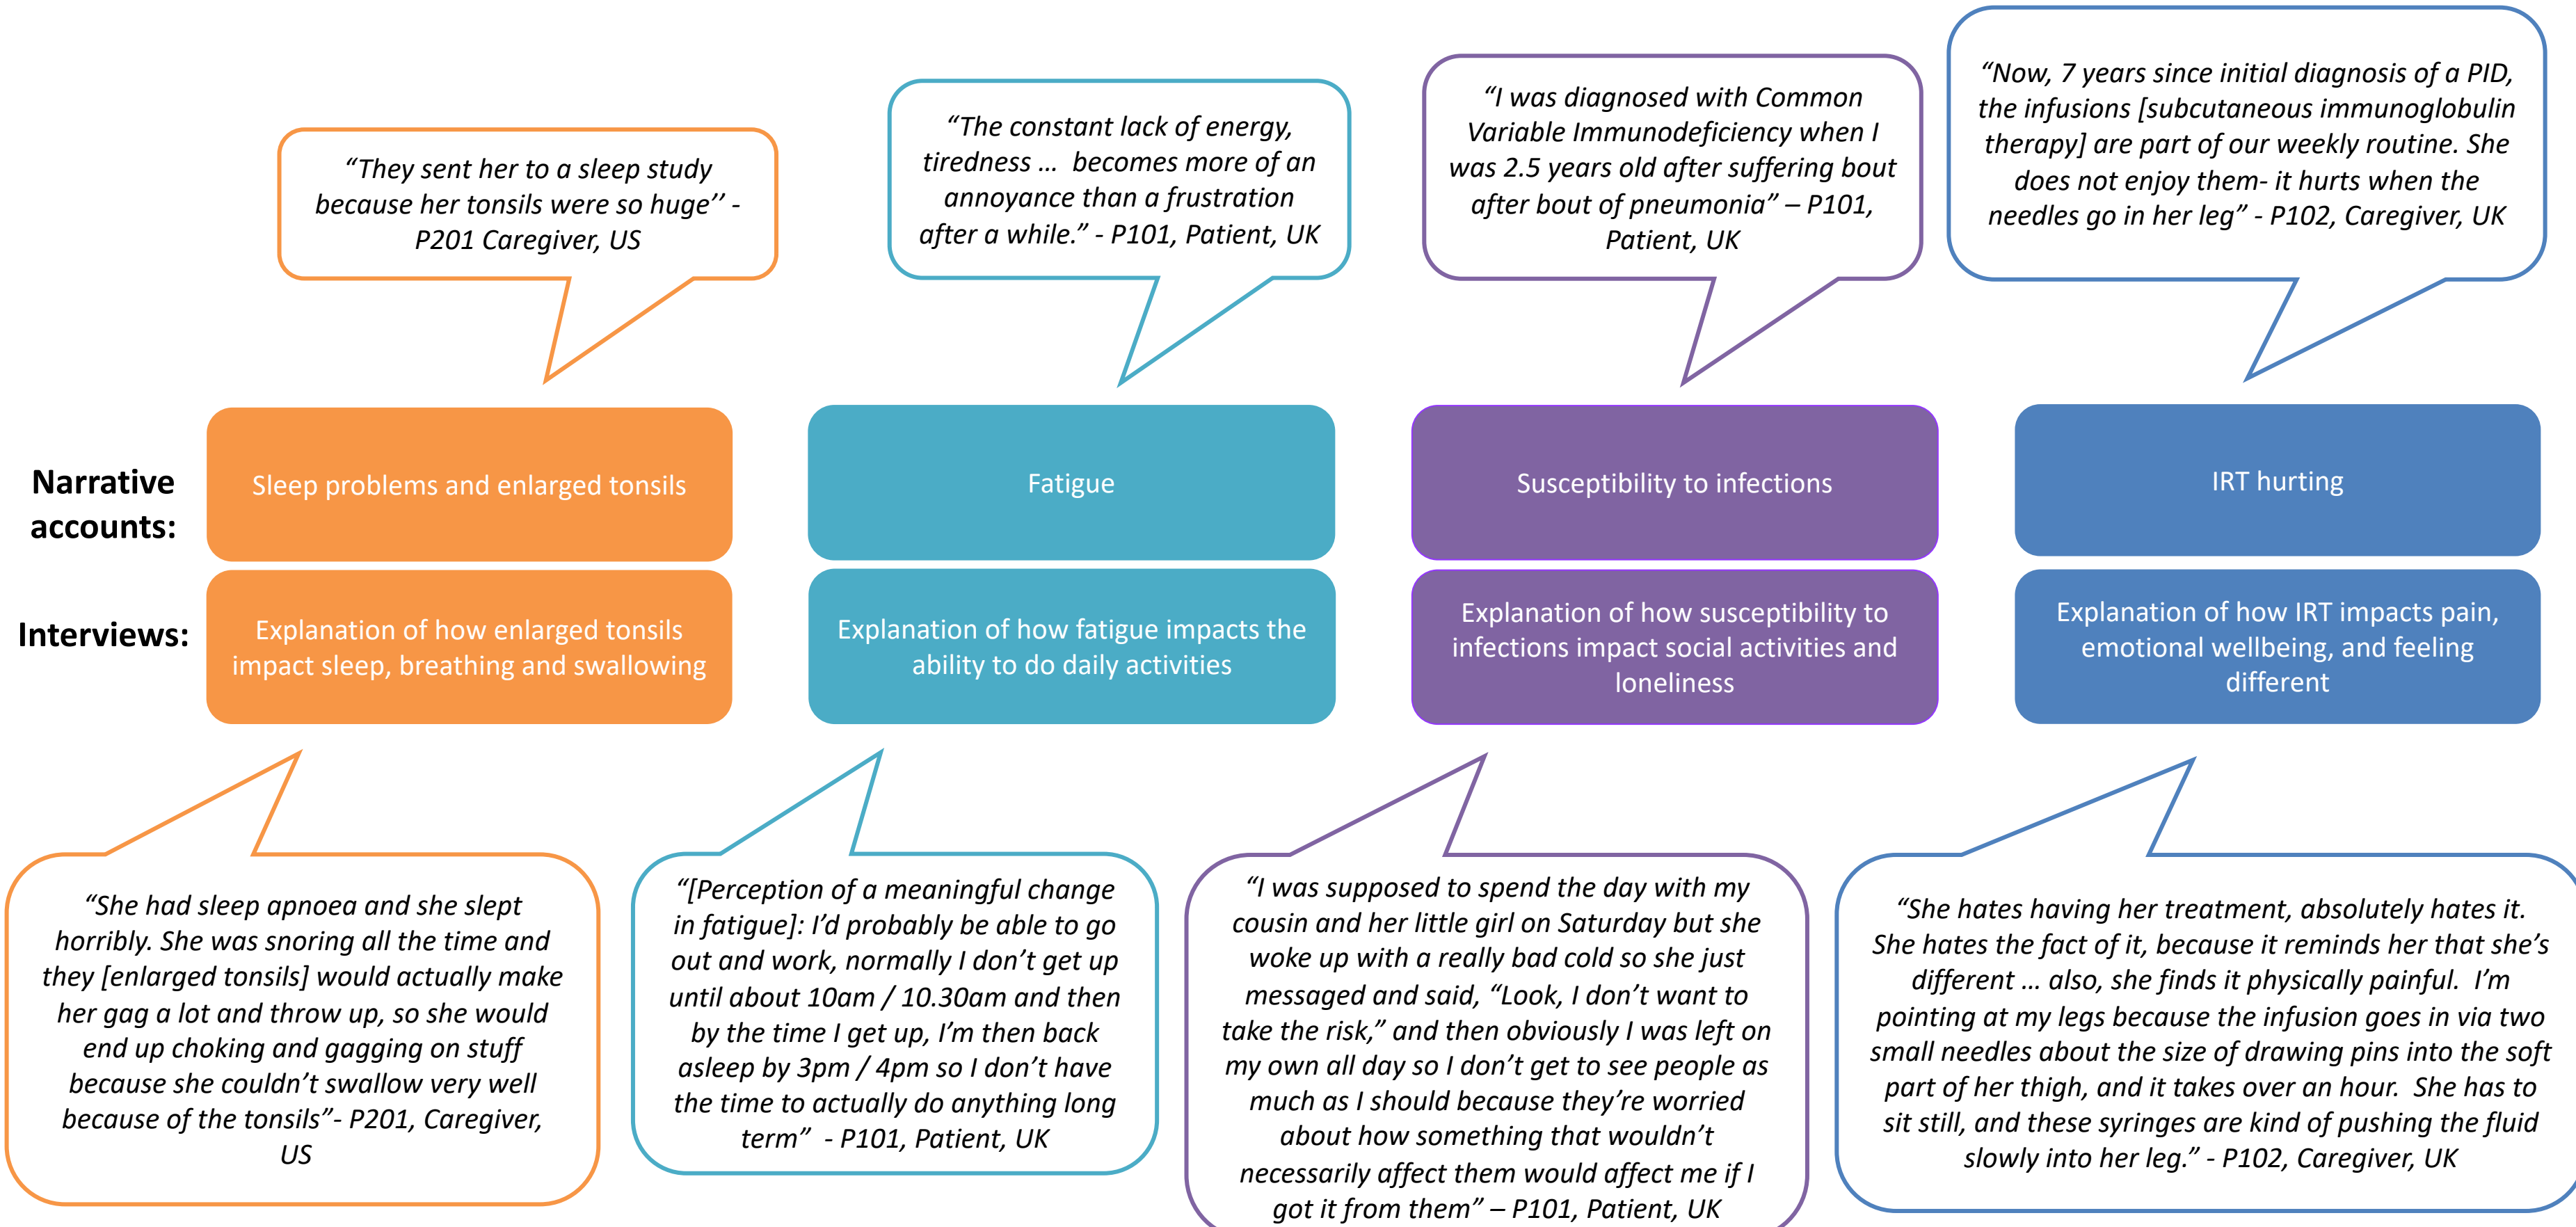 “They sent her to a sleep study
because her tonsils were so huge’’ -
P201 Caregiver, US
“The constant lack of energy,
tiredness … becomes more of an
annoyance than a frustration
after a while.” - P101, Patient, UK
“I was diagnosed with Common
Variable Immunodeficiency when I
was 2.5 years old after suffering bout
after bout of pneumonia” – P101,
Patient, UK
“Now, 7 years since initial diagnosis of a PID,
the infusions [subcutaneous immunoglobulin
therapy] are part of our weekly routine. She
does not enjoy them- it hurts when the
needles go in her leg” - P102, Caregiver, UK
Narrative
accounts:
Sleep problems and enlarged tonsils
Fatigue
Susceptibility to infections
IRT hurting
Interviews:
Explanation of how enlarged tonsils
impact sleep, breathing and swallowing
Explanation of how fatigue impacts the
ability to do daily activities
Explanation of how susceptibility to
infections impact social activities and
loneliness
Explanation of how IRT impacts pain,
emotional wellbeing, and feeling
different
“She had sleep apnoea and she slept
horribly. She was snoring all the time and
they [enlarged tonsils] would actually make
her gag a lot and throw up, so she would
end up choking and gagging on stuff
because she couldn’t swallow very well
because of the tonsils”- P201, Caregiver,
US
“[Perception of a meaningful change
in fatigue]: I’d probably be able to go
out and work, normally I don’t get up
until about 10am / 10.30am and then
by the time I get up, I’m then back
asleep by 3pm / 4pm so I don’t have
the time to actually do anything long
term” - P101, Patient, UK
“I was supposed to spend the day with my
cousin and her little girl on Saturday but she
woke up with a really bad cold so she just
messaged and said, “Look, I don’t want to
take the risk,” and then obviously I was left on
my own all day so I don’t get to see people as
much as I should because they’re worried
about how something that wouldn’t
necessarily affect them would affect me if I
got it from them” – P101, Patient, UK
“She hates having her treatment, absolutely hates it.
She hates the fact of it, because it reminds her that she’s
different … also, she finds it physically painful. I’m
pointing at my legs because the infusion goes in via two
small needles about the size of drawing pins into the soft
part of her thigh, and it takes over an hour. She has to
sit still, and these syringes are kind of pushing the fluid
slowly into her leg.” - P102, Caregiver, UK